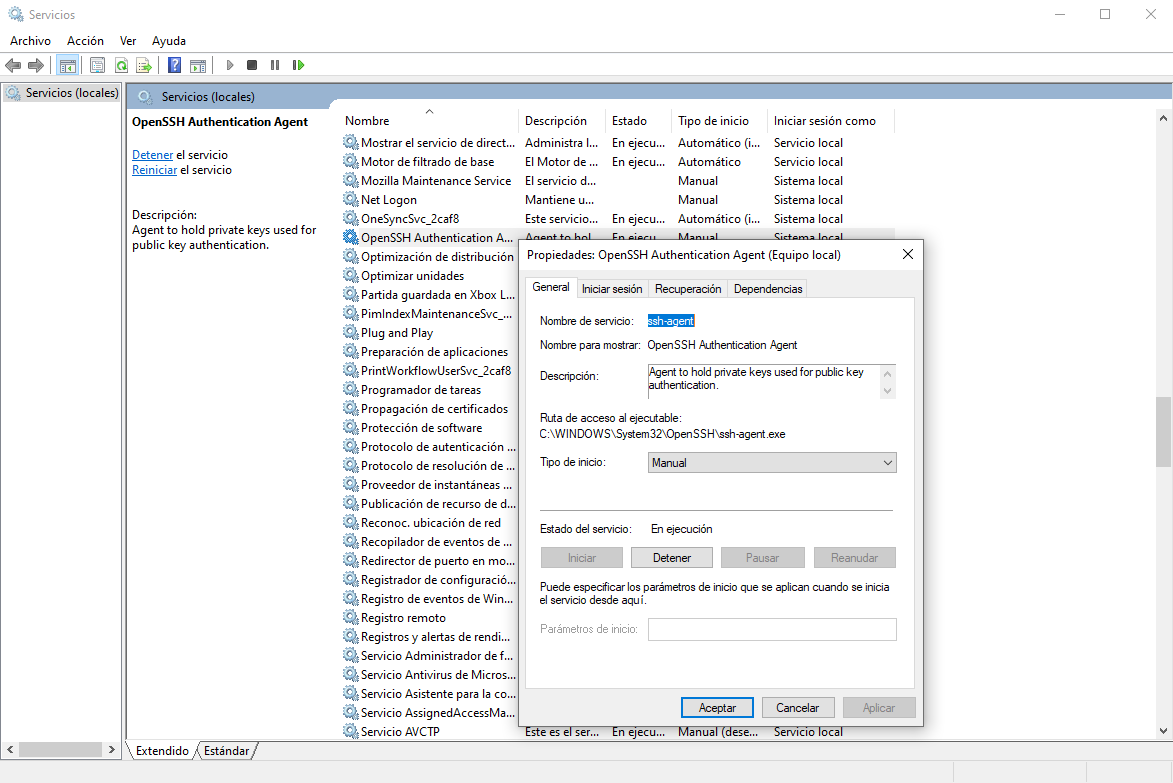 Servicios
Archivo Acción Ver Ayuda
Servicios (locales)
Servicios (locales)
OpenSSH Authentication Agent
Detener el servicio
Reiniciar el servicio
Descripción:
Agent to hold private keys used for
public key authentication.
Nombre Descripción Estado Tipo de inicio Iniciar sesión como
Mostrar el servicio de direct... Administra l... En ejecu... Automático (i... Servicio local
Motor de filtrado de base El Motor de ... En ejecu... Automático Servicio local
Mozilla Maintenance Service El servicio d... Manual Sistema local
Net Logon Mantiene u... Manual Sistema local
OneSyncSvc_2caf8 Este servicio... En ejecu... Automático (i... Sistema local
OpenSSH Authentication A... Agent to hol... En ejecu... Manual Sistema local
Optimización de distribución
Optimizar unidades
Partida guardada en Xbox L...
PimIndexMaintenanceSvc_...
Plug and Play
Preparación de aplicaciones
PrintWorkflowUserSvc_2caf8
Programador de tareas
Propagación de certificados
Protección de software
Protocolo de autenticación ...
Protocolo de resolución de ...
Proveedor de instantáneas ...
Publicación de recurso de d...
Reconoc. ubicación de red
Recopilador de eventos de ...
Redirector de puerto en mo...
Registrador de configuració...
Registro de eventos de Win...
Registro remoto
Registros y alertas de rendi...
Servicio Administrador de f...
Servicio Antivirus de Micros...
Servicio Asistente para la co...
Servicio AssignedAccessMa...
Servicio AVCTP Este es el ser... En ejecu... Manual (dese... Servicio local
Propiedades: OpenSSH Authentication Agent (Equipo local)
General Iniciar sesión Recuperación Dependencias
Nombre de servicio: ssh-agent
Nombre para mostrar: OpenSSH Authentication Agent
Descripción: Agent to hold private keys used for public key
authentication.
Ruta de acceso al ejecutable:
C:\WINDOWS\System32\OpenSSH\ssh-agent.exe
Tipo de inicio: Manual
Estado del servicio: En ejecución
Iniciar Detener Pausar Reanudar
Puede especificar los parámetros de inicio que se aplican cuando se inicia
el servicio desde aquí.
Parámetros de inicio:
Aceptar Cancelar Aplicar
Extendido Estándar